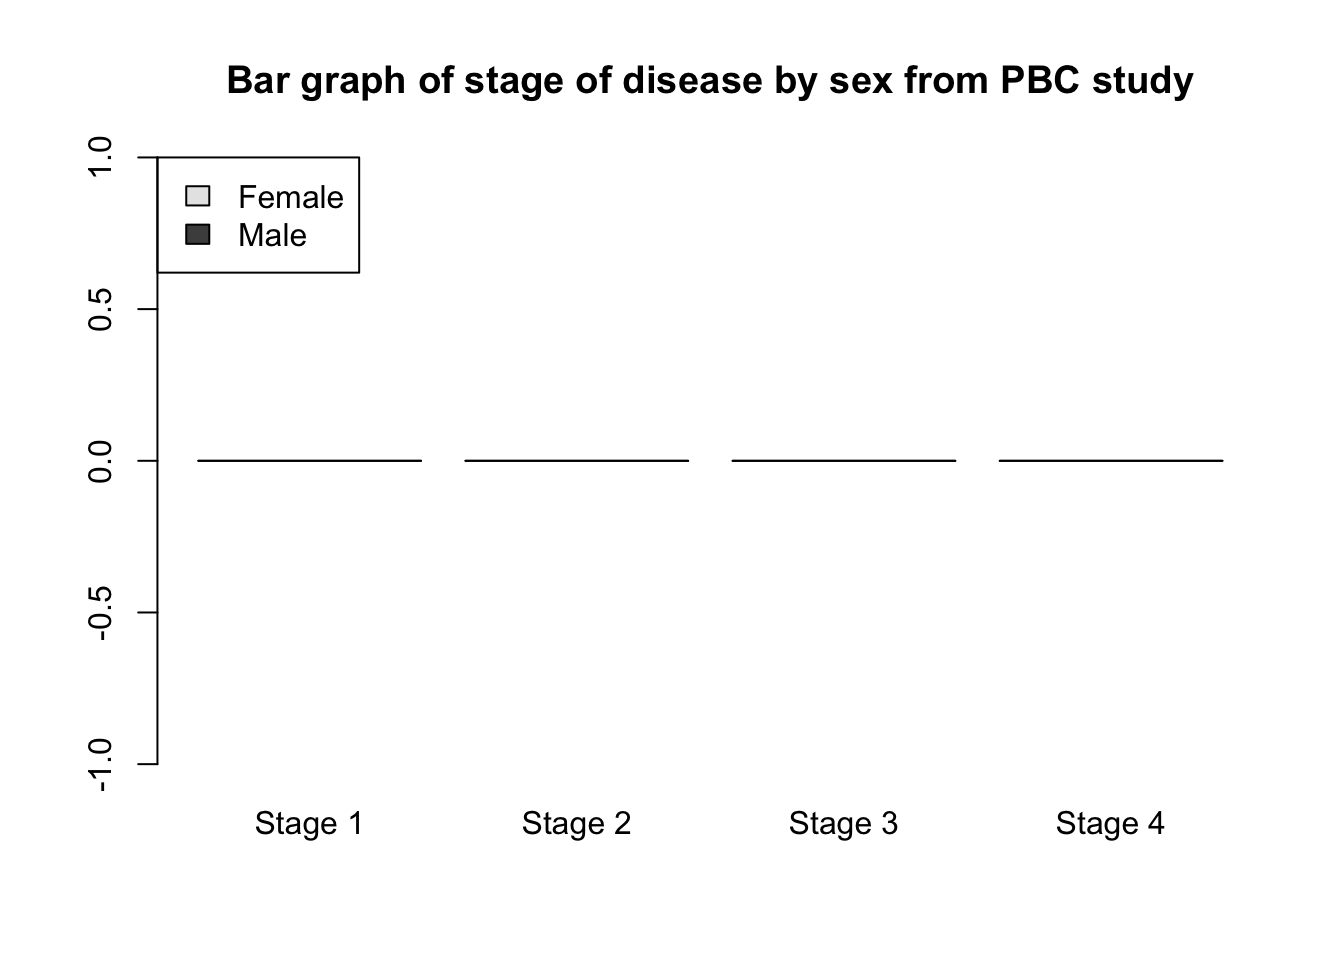 Bar graph of stage of disease by sex from PBC study
1.0
Female
Male
0.5
0.0
-0.5
-1.0
Stage 1 Stage 2 Stage 3 Stage 4